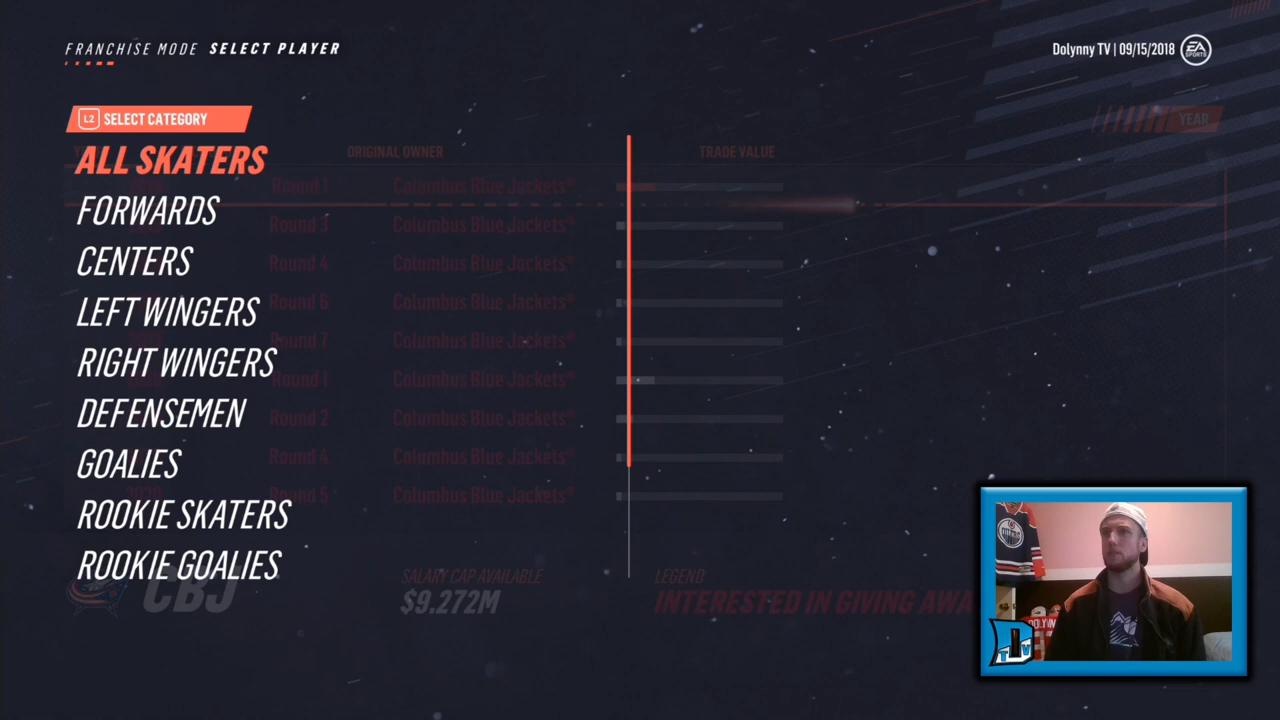 FRANCHISE MODE SELECT PLAYER
Dolynny TV | 09/15/2018
EA SPORTS
L2 SELECT CATEGORY
YEAR
ORIGINAL OWNER
TRADE VALUE
ALL SKATERS
Round 1 Columbus Blue Jackets®
FORWARDS
Round 3 Columbus Blue Jackets®
CENTERS
Round 4 Columbus Blue Jackets®
LEFT WINGERS
Round 6 Columbus Blue Jackets®
Round 7 Columbus Blue Jackets®
RIGHT WINGERS
Round 1 Columbus Blue Jackets®
DEFENSEMEN
Round 2 Columbus Blue Jackets®
GOALIES
Round 4 Columbus Blue Jackets®
Round 5 Columbus Blue Jackets®
ROOKIE SKATERS
ROOKIE GOALIES
CBJ
SALARY CAP AVAILABLE
$9.272M
LEGEND
INTERESTED IN GIVING AWA
OILERS
DTV